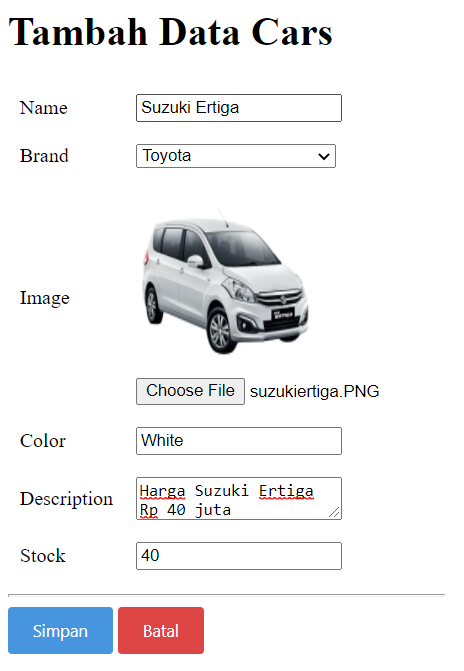 Tambah Data Cars
Name
Suzuki Ertiga
Brand
Toyota
Image
ERTIGA
Choose File suzukiertiga.PNG
Color
White
Description
Harga Suzuki Ertiga
Rp 40 juta
Stock
40
Simpan
Batal